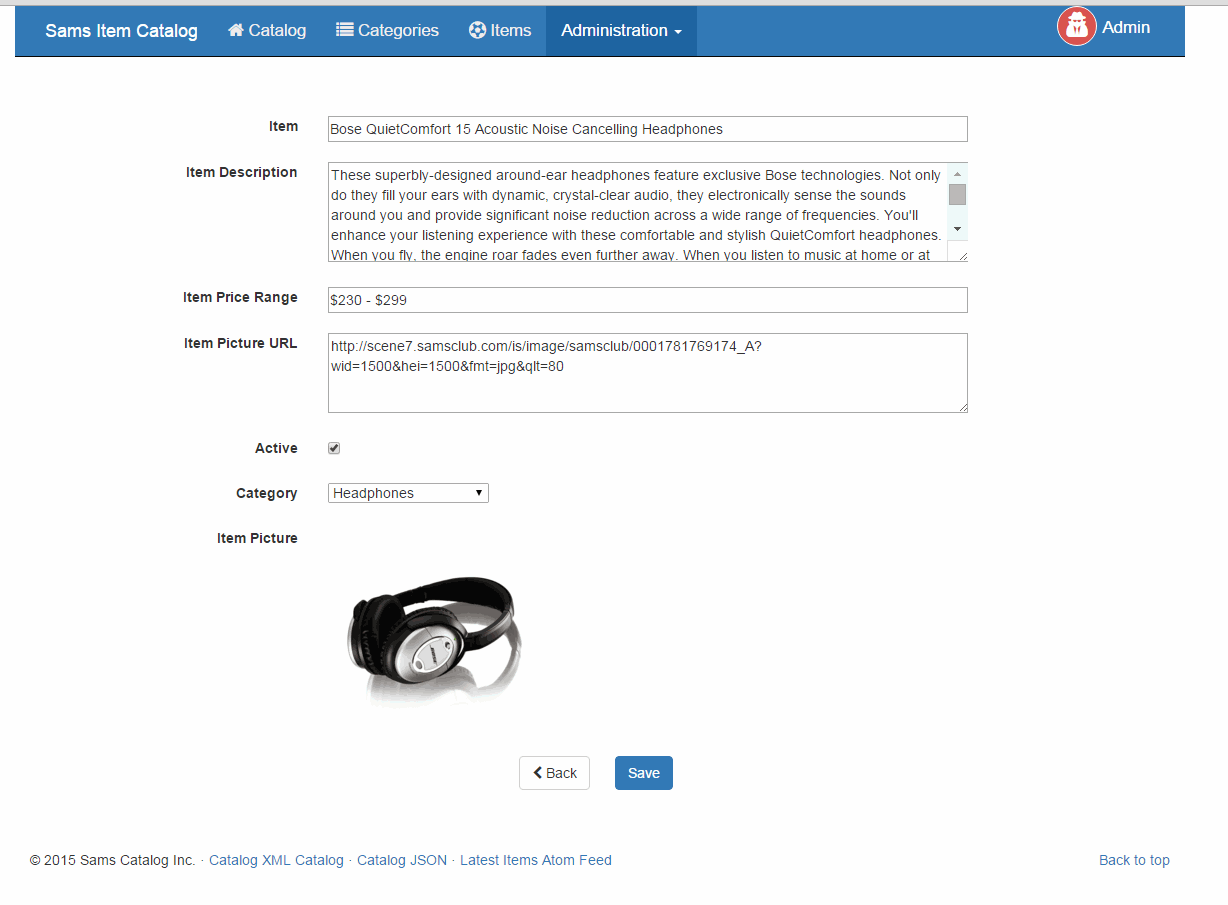 Sams Item Catalog Catalog Categories Items Administration Admin
Item Bose QuietComfort 15 Acoustic Noise Cancelling Headphones
Item Description These superbly-designed around-ear headphones feature exclusive Bose technologies. Not only
do they fill your ears with dynamic, crystal-clear audio, they electronically sense the sounds
around you and provide significant noise reduction across a wide range of frequencies. You'll
enhance your listening experience with these comfortable and stylish QuietComfort headphones.
When you fly, the engine roar fades even further away. When you listen to music at home or at
Item Price Range $230 - $299
Item Picture URL http://scene7.samsclub.com/is/image/samsclub/0001781769174_A?
wid=1500&hei=1500&fmt=jpg&qlt=80
Active
Category Headphones
Item Picture
Back Save
© 2015 Sams Catalog Inc. · Catalog XML Catalog · Catalog JSON · Latest Items Atom Feed Back to top